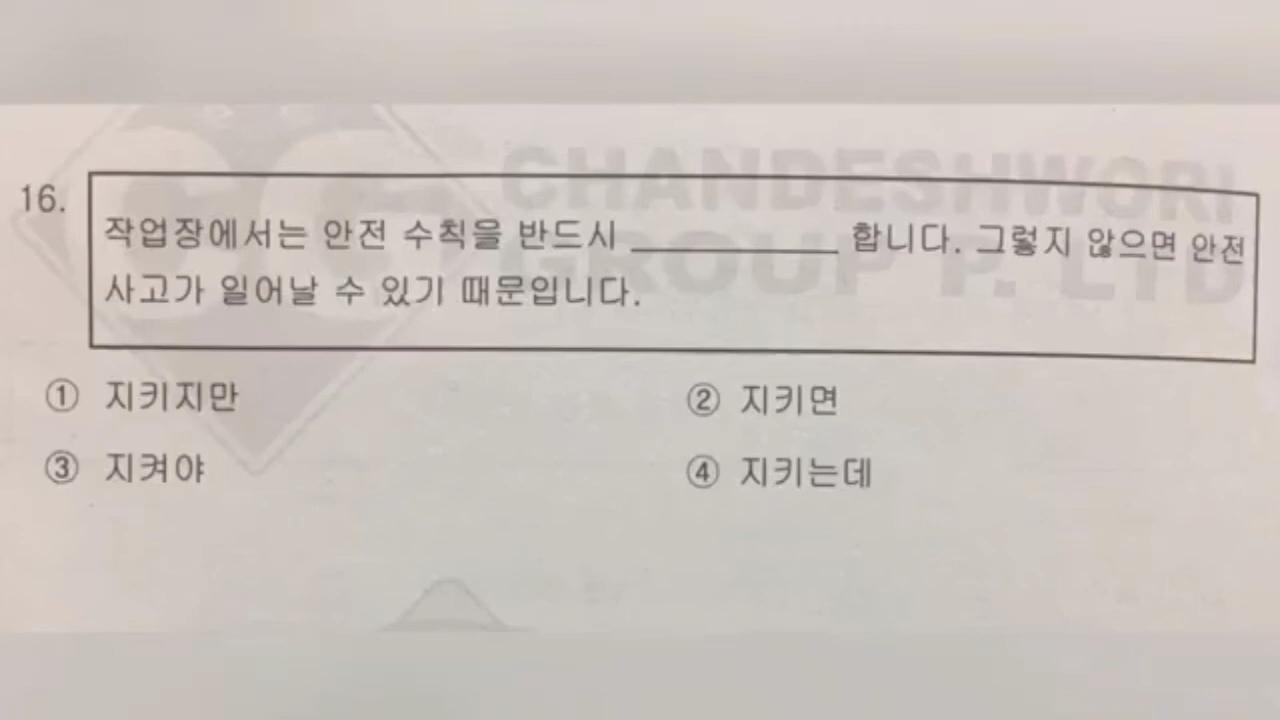 CHANDESHWORI
GROUP P. LTD
16.
작업장에서는 안전 수칙을 반드시 __________ 합니다. 그렇지 않으면 안전
사고가 일어날 수 있기 때문입니다.
① 지키지만 ② 지키면
③ 지켜야 ④ 지키는데